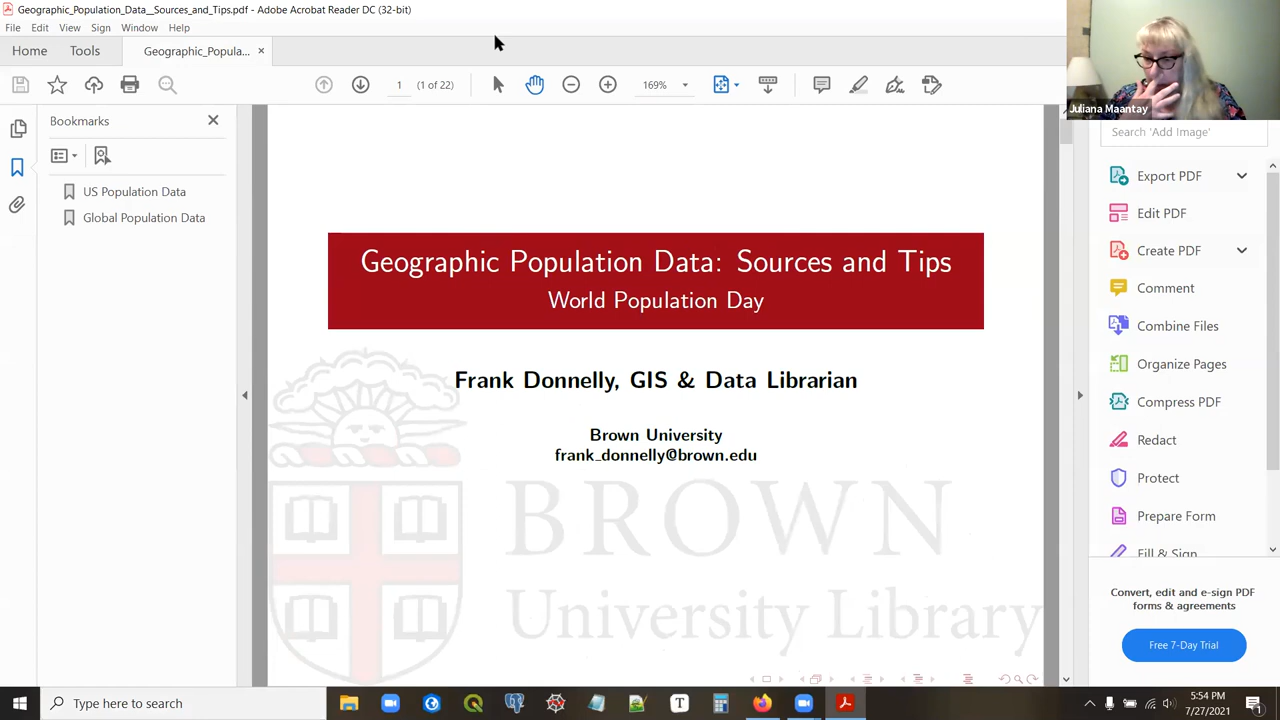 Geographic_Population_Data__Sources_and_Tips.pdf - Adobe Acrobat Reader DC (32-bit)
File Edit View Sign Window Help
Home Tools Geographic_Popula... ×
1 (1 of 22) 169%
Juliana Maantay
Bookmarks
US Population Data
Global Population Data
Geographic Population Data: Sources and Tips
World Population Day
Frank Donnelly, GIS & Data Librarian
Brown University
frank_donnelly@brown.edu
BROWN
University Library
Search 'Add Image'
Export PDF
Edit PDF
Create PDF
Comment
Combine Files
Organize Pages
Compress PDF
Redact
Protect
Prepare Form
Fill & Sign
Convert, edit and e-sign PDF
forms & agreements
Free 7-Day Trial
Type here to search
T
5:54 PM
7/27/2021
1